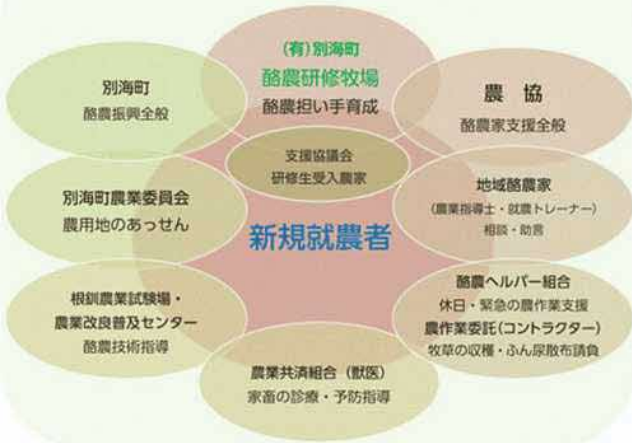 (有)別海町
酪農研修牧場
酪農担い手育成
別海町
酪農振興全般
農　協
酪農家支援全般
支援協議会
研修生受入農家
別海町農業委員会
農用地のあっせん
地域酪農家
(農業指導士・就農トレーナー)
相談・助言
新規就農者
根釧農業試験場・
農業改良普及センター
酪農技術指導
酪農ヘルパー組合
休日・緊急の農作業支援
農作業委託(コントラクター)
牧草の収穫・ふん尿散布請負
農業共済組合（獣医）
家畜の診療・予防指導